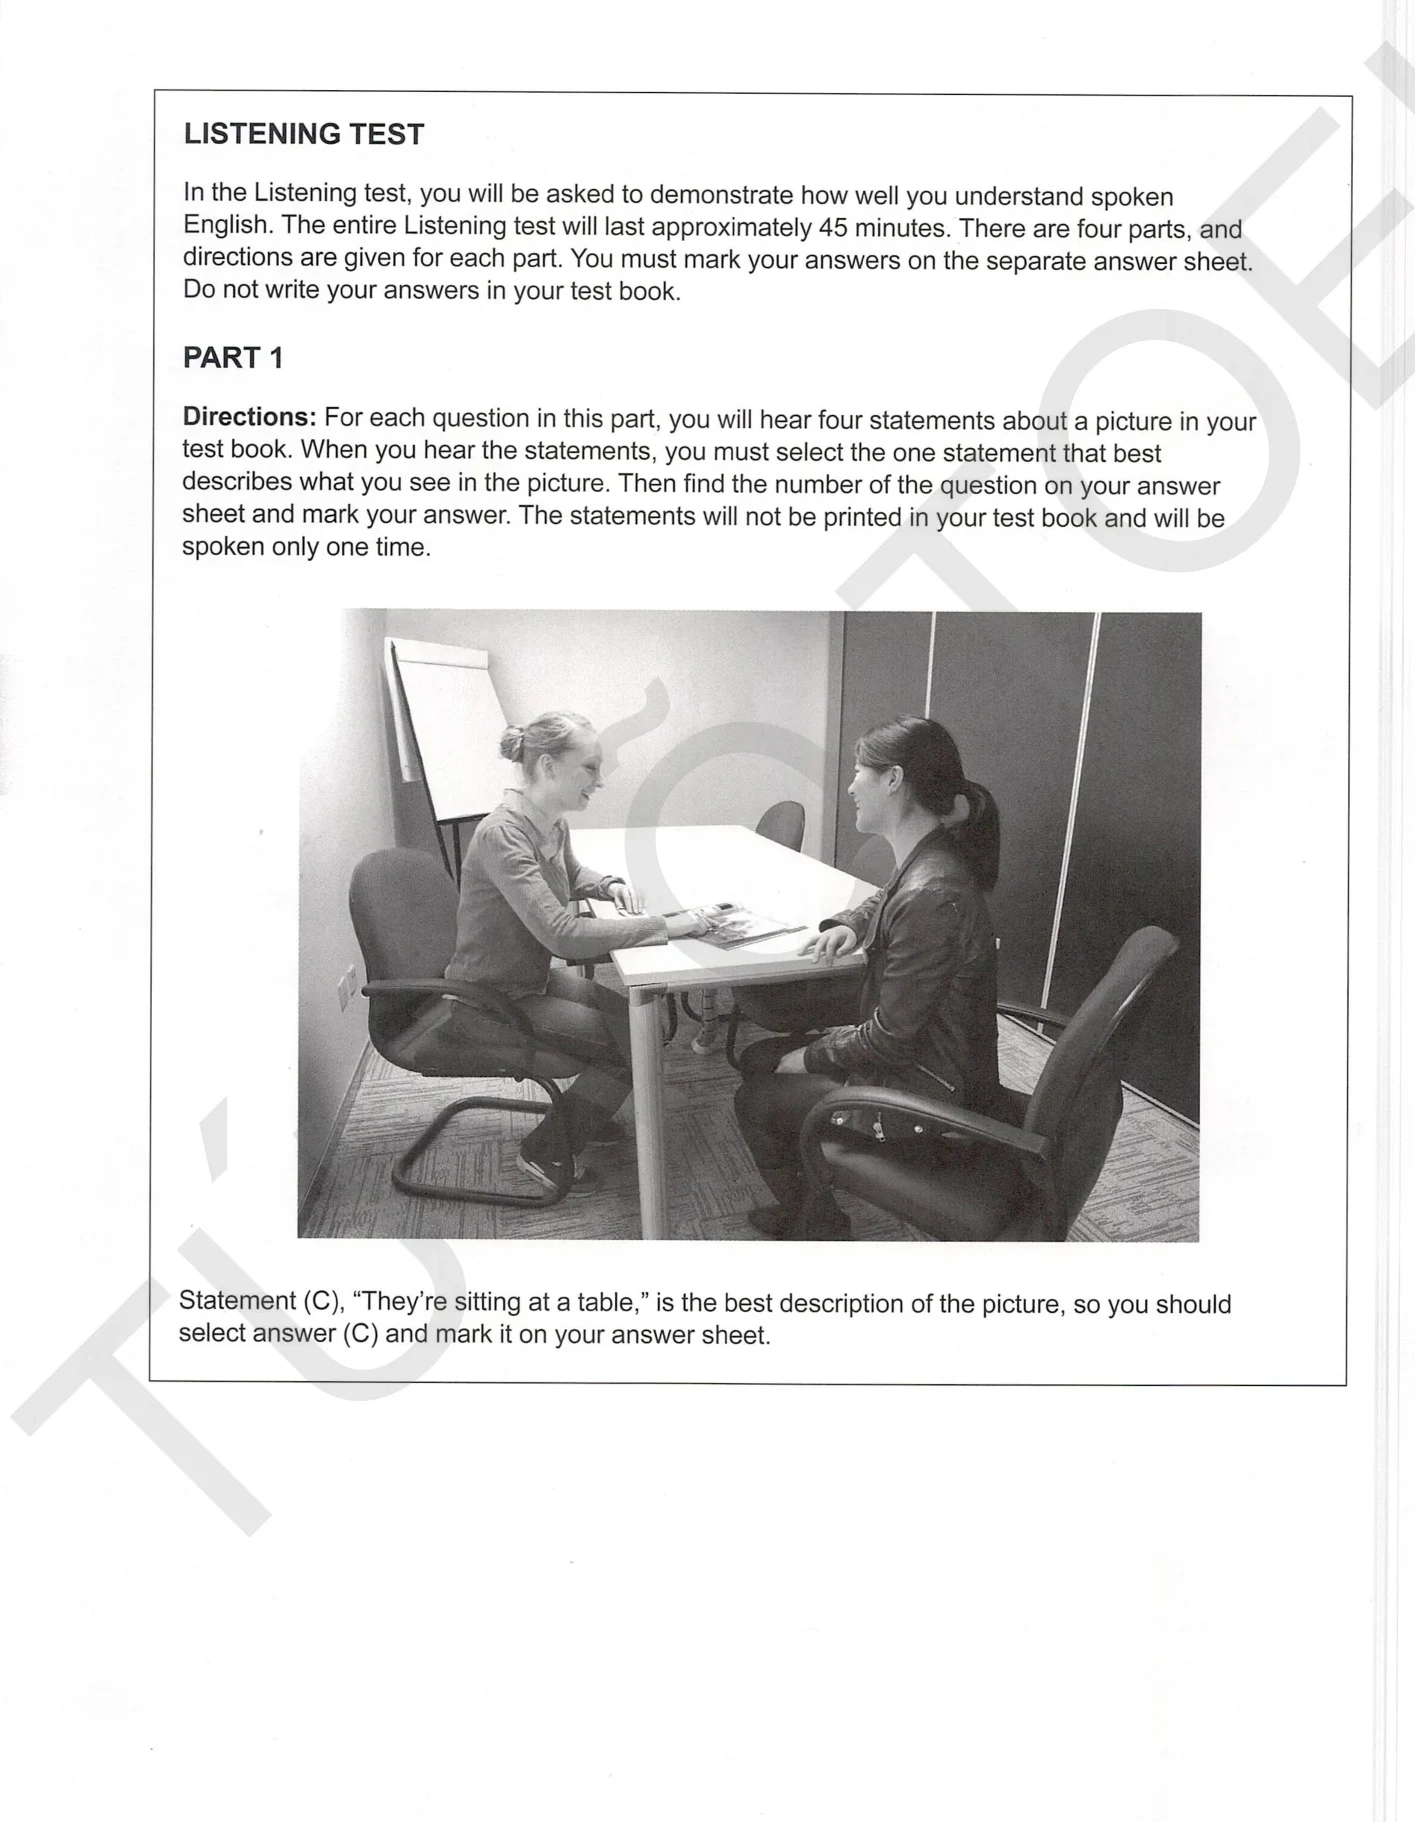 LISTENING TEST
In the Listening test, you will be asked to demonstrate how well you understand spoken
English. The entire Listening test will last approximately 45 minutes. There are four parts, and
directions are given for each part. You must mark your answers on the separate answer sheet.
Do not write your answers in your test book.
PART 1
Directions: For each question in this part, you will hear four statements about a picture in your
test book. When you hear the statements, you must select the one statement that best
describes what you see in the picture. Then find the number of the question on your answer
sheet and mark your answer. The statements will not be printed in your test book and will be
spoken only one time.
Statement (C), “They’re sitting at a table,” is the best description of the picture, so you should
select answer (C) and mark it on your answer sheet.